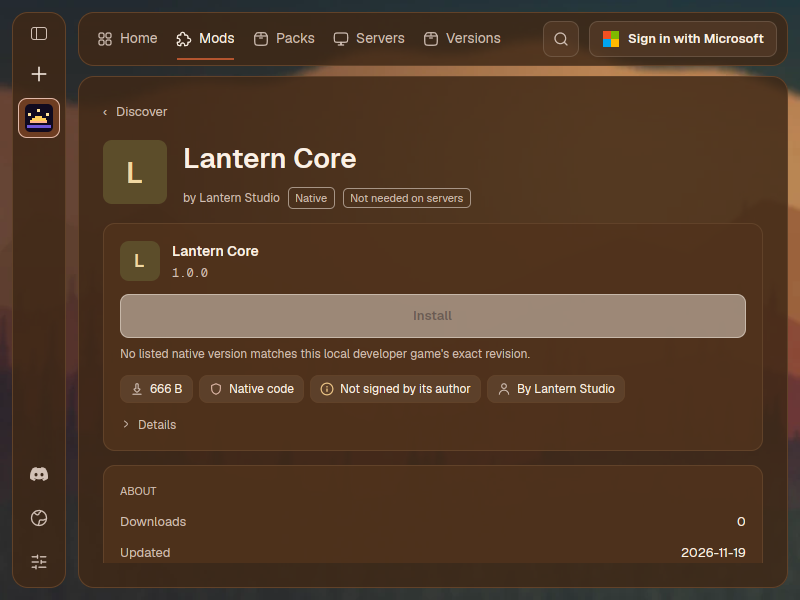 Home
Mods
Packs
Servers
Versions
Sign in with Microsoft
‹ Discover
L
Lantern Core
by Lantern Studio
Native
Not needed on servers
L
Lantern Core
1.0.0
Install
No listed native version matches this local developer game's exact revision.
666 B
Native code
Not signed by its author
By Lantern Studio
Details
ABOUT
Downloads
0
Updated
2026-11-19